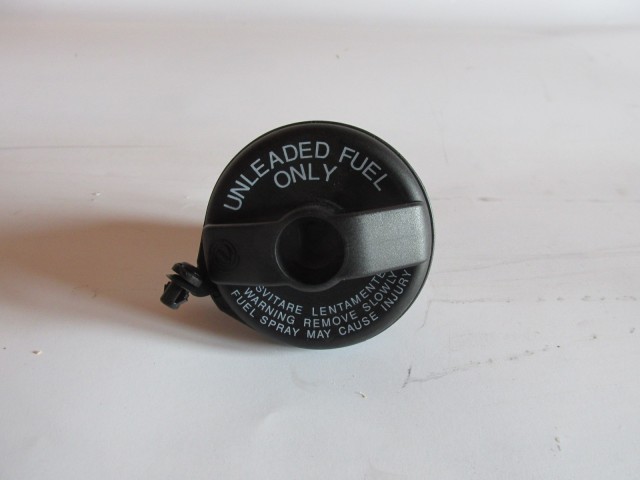 UNLEADED FUEL
ONLY
SVITARE LENTAMENTE
WARNING REMOVE SLOWLY
FUEL SPRAY MAY CAUSE INJURY